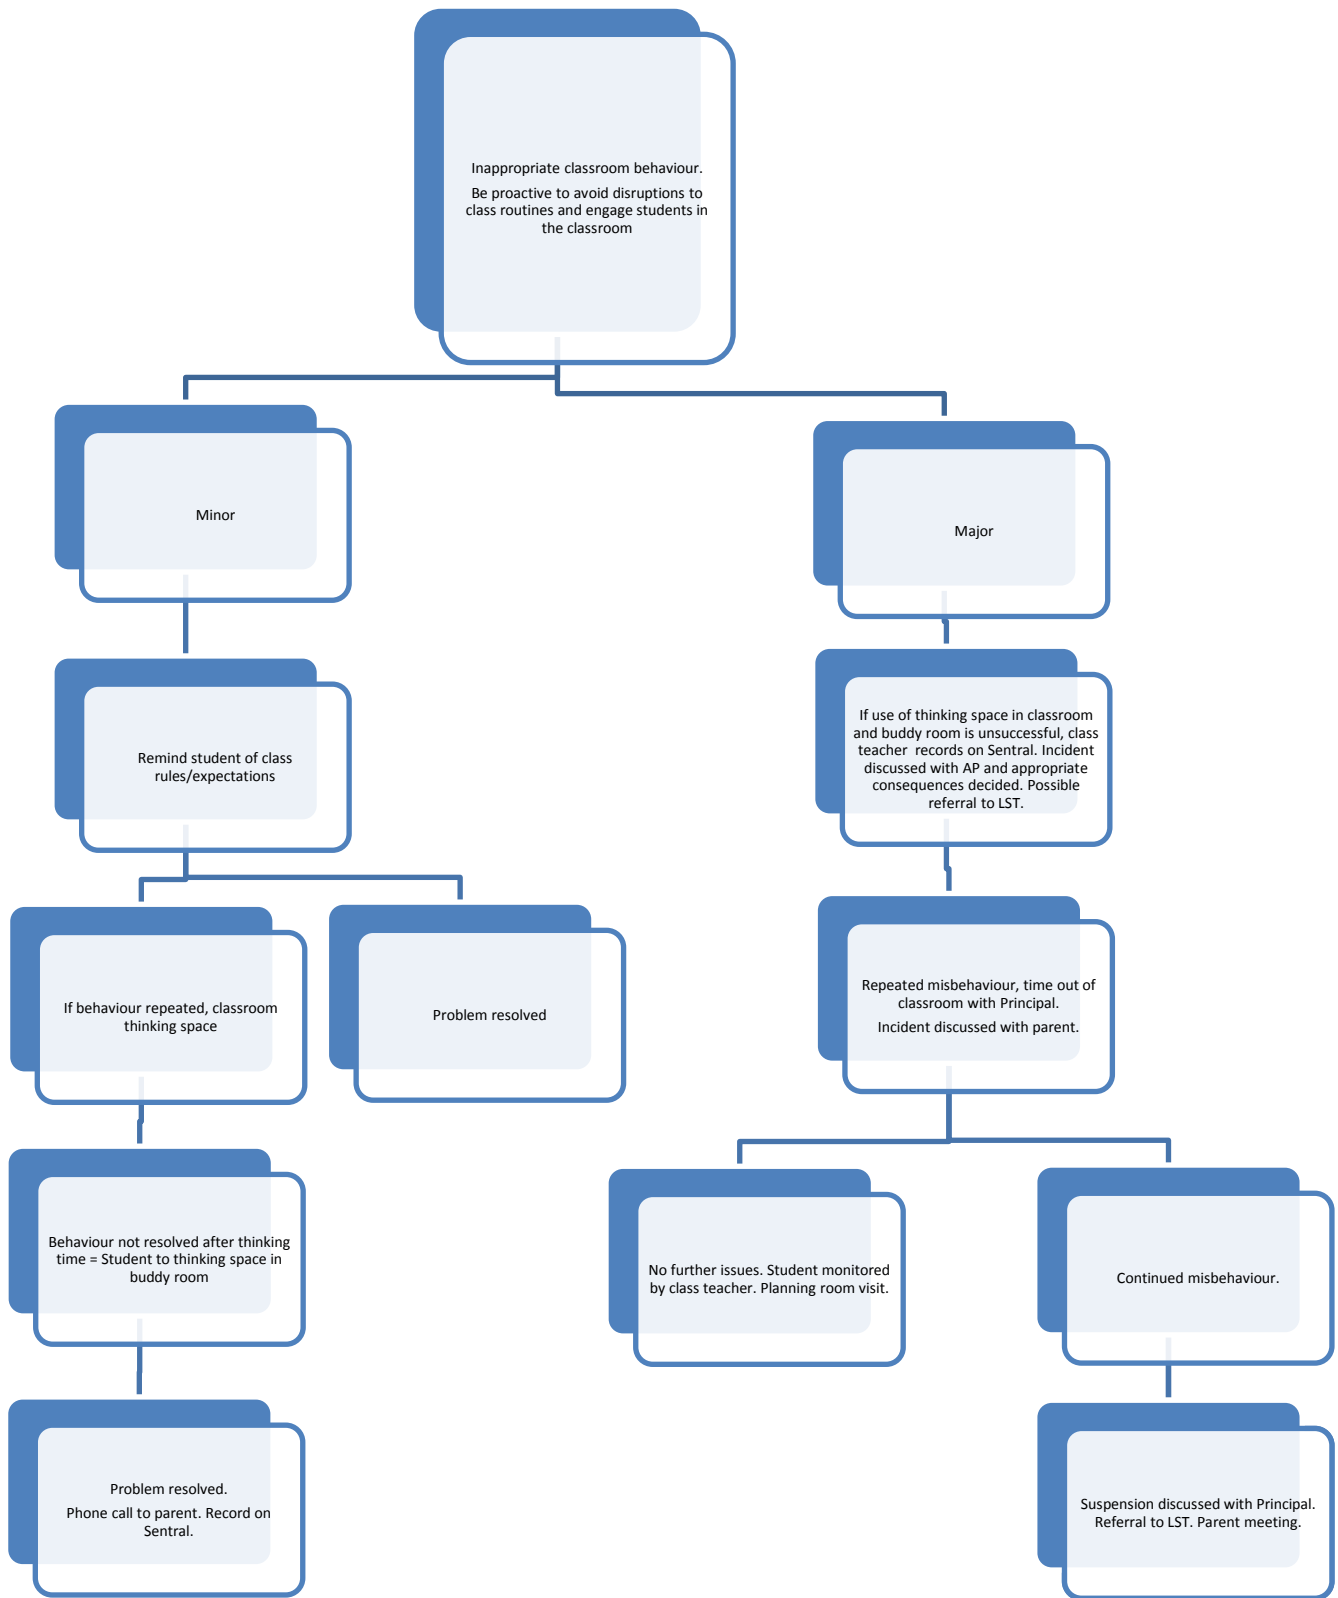 Inappropriate classroom behaviour.
Be proactive to avoid disruptions to
class routines and engage students in
the classroom
Minor
Major
Remind student of class
rules/expectations
If use of thinking space in classroom
and buddy room is unsuccessful, class
teacher records on Sentral. Incident
discussed with AP and appropriate
consequences decided. Possible
referral to LST.
If behaviour repeated, classroom
thinking space
Problem resolved
Repeated misbehaviour, time out of
classroom with Principal.
Incident discussed with parent.
Behaviour not resolved after thinking
time = Student to thinking space in
buddy room
No further issues. Student monitored
by class teacher. Planning room visit.
Continued misbehaviour.
Problem resolved.
Phone call to parent. Record on
Sentral.
Suspension discussed with Principal.
Referral to LST. Parent meeting.